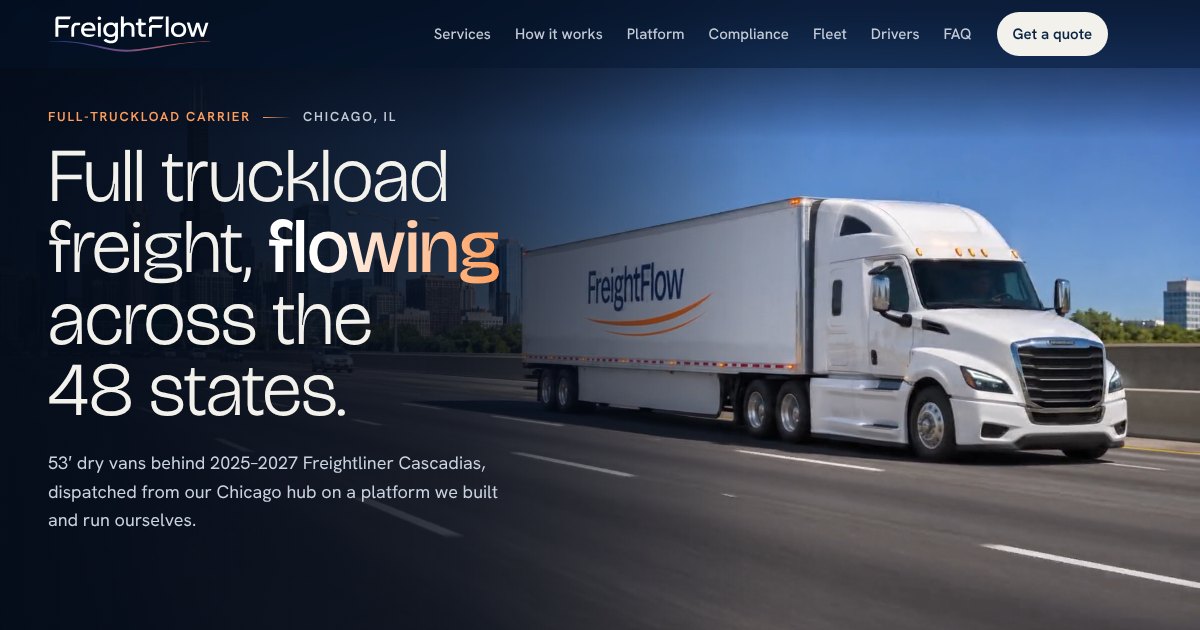 FreightFlow
Services How it works Platform Compliance Fleet Drivers FAQ Get a quote
FULL-TRUCKLOAD CARRIER — CHICAGO, IL
Full truckload
freight, flowing
across the
48 states.
53′ dry vans behind 2025–2027 Freightliner Cascadias,
dispatched from our Chicago hub on a platform we built
and run ourselves.
FreightFlow